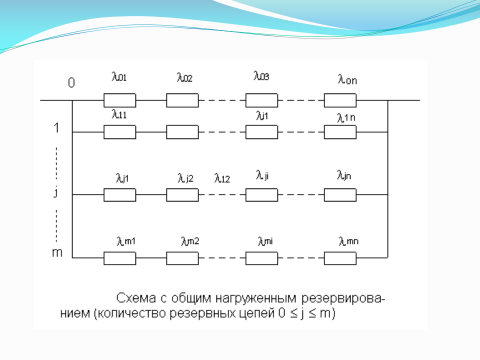 0 λ01 λ02 λ03 λon
1 λ11 λj1 λ1n
j λj1 λj2 λ12 λji λjn
m λm1 λm2 λmi λmn
Схема с общим нагруженным резервирова-
нием (количество резервных цепей 0 ≤ j ≤ m)